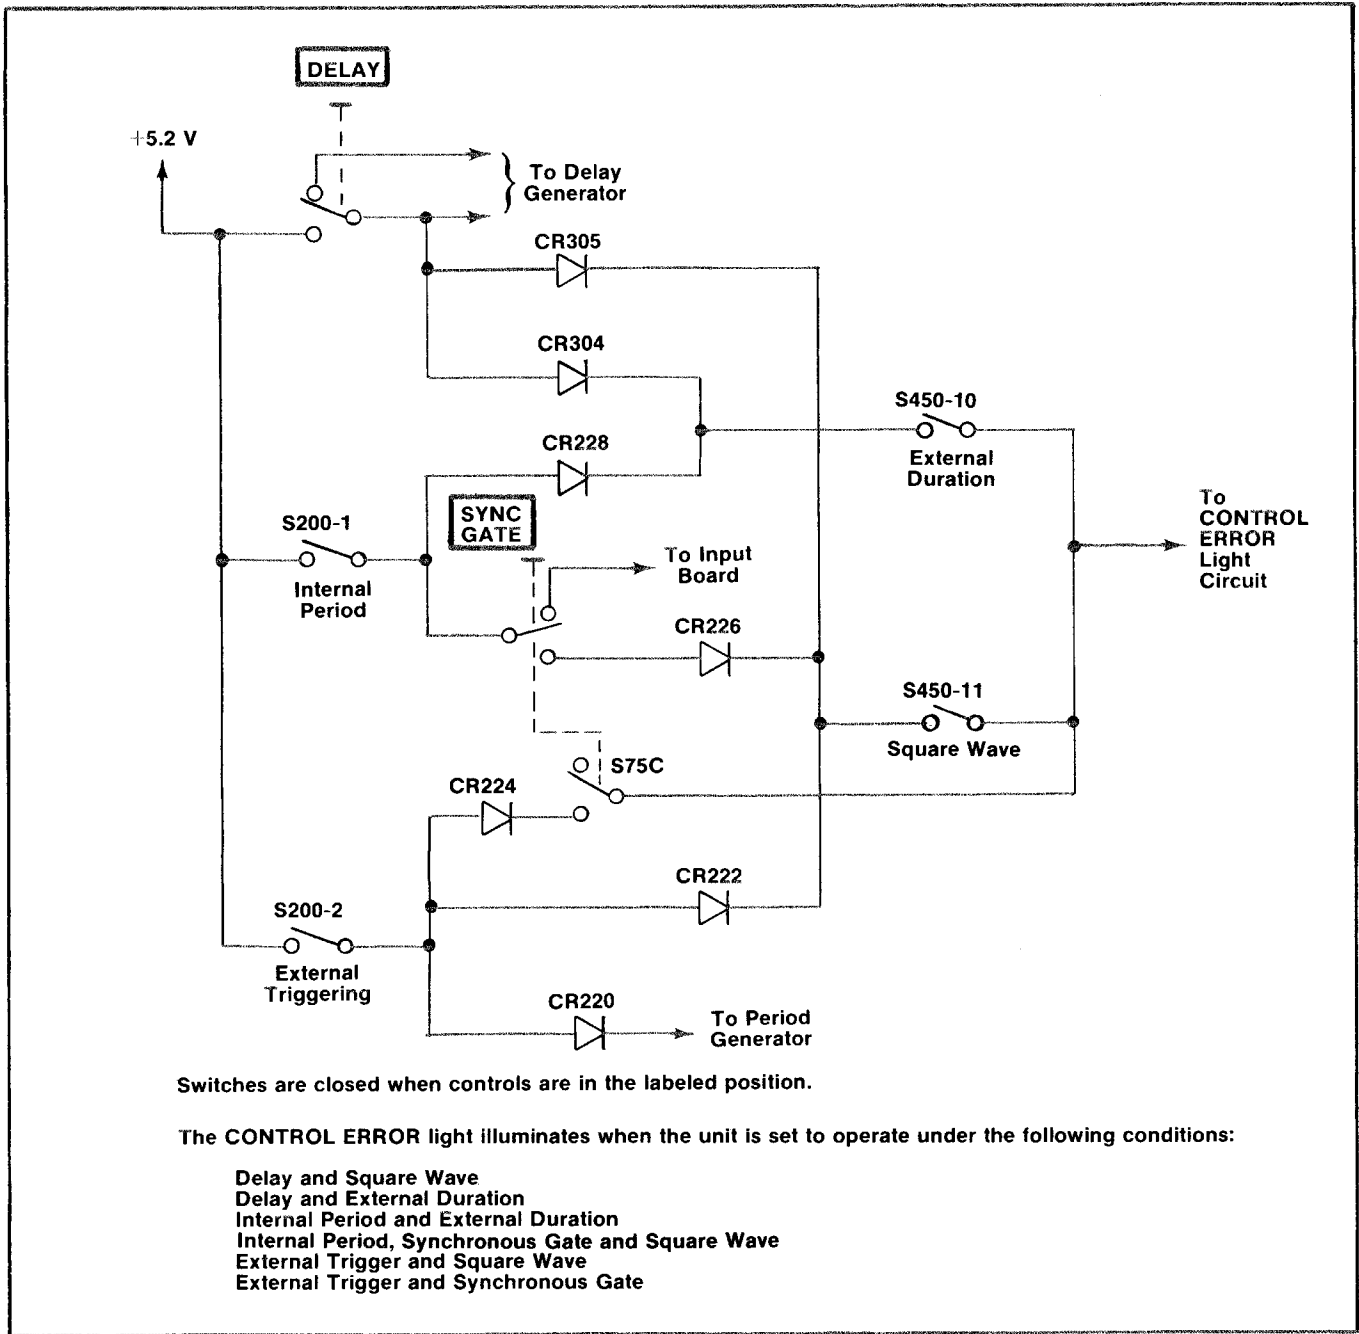 DELAY
+5.2 V
To Delay
Generator
CR305
CR304
S450-10
External
Duration
CR228
SYNC
GATE
S200-1
Internal
Period
To Input
Board
To
CONTROL
ERROR
Light
Circuit
CR226
S450-11
Square Wave
S75C
CR224
CR222
S200-2
External
Triggering
CR220
To Period
Generator
Switches are closed when controls are in the labeled position.
The CONTROL ERROR light illuminates when the unit is set to operate under the following conditions:
Delay and Square Wave
Delay and External Duration
Internal Period and External Duration
Internal Period, Synchronous Gate and Square Wave
External Trigger and Square Wave
External Trigger and Synchronous Gate